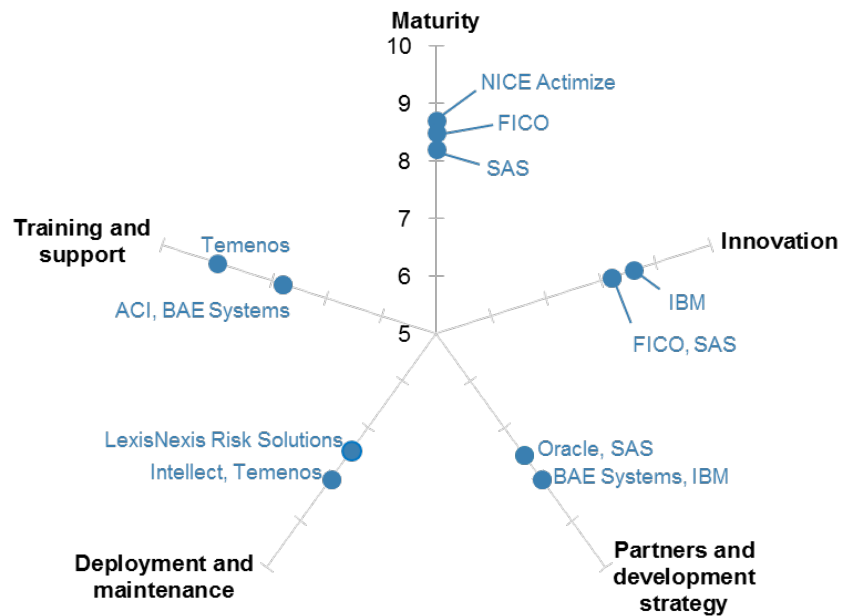 Maturity
10
NICE Actimize
9
FICO
8
SAS
7
Training and
support
Temenos
Innovation
6
IBM
ACI, BAE Systems
FICO, SAS
5
LexisNexis Risk Solutions
Oracle, SAS
Intellect, Temenos
BAE Systems, IBM
Deployment and
maintenance
Partners and
development
strategy